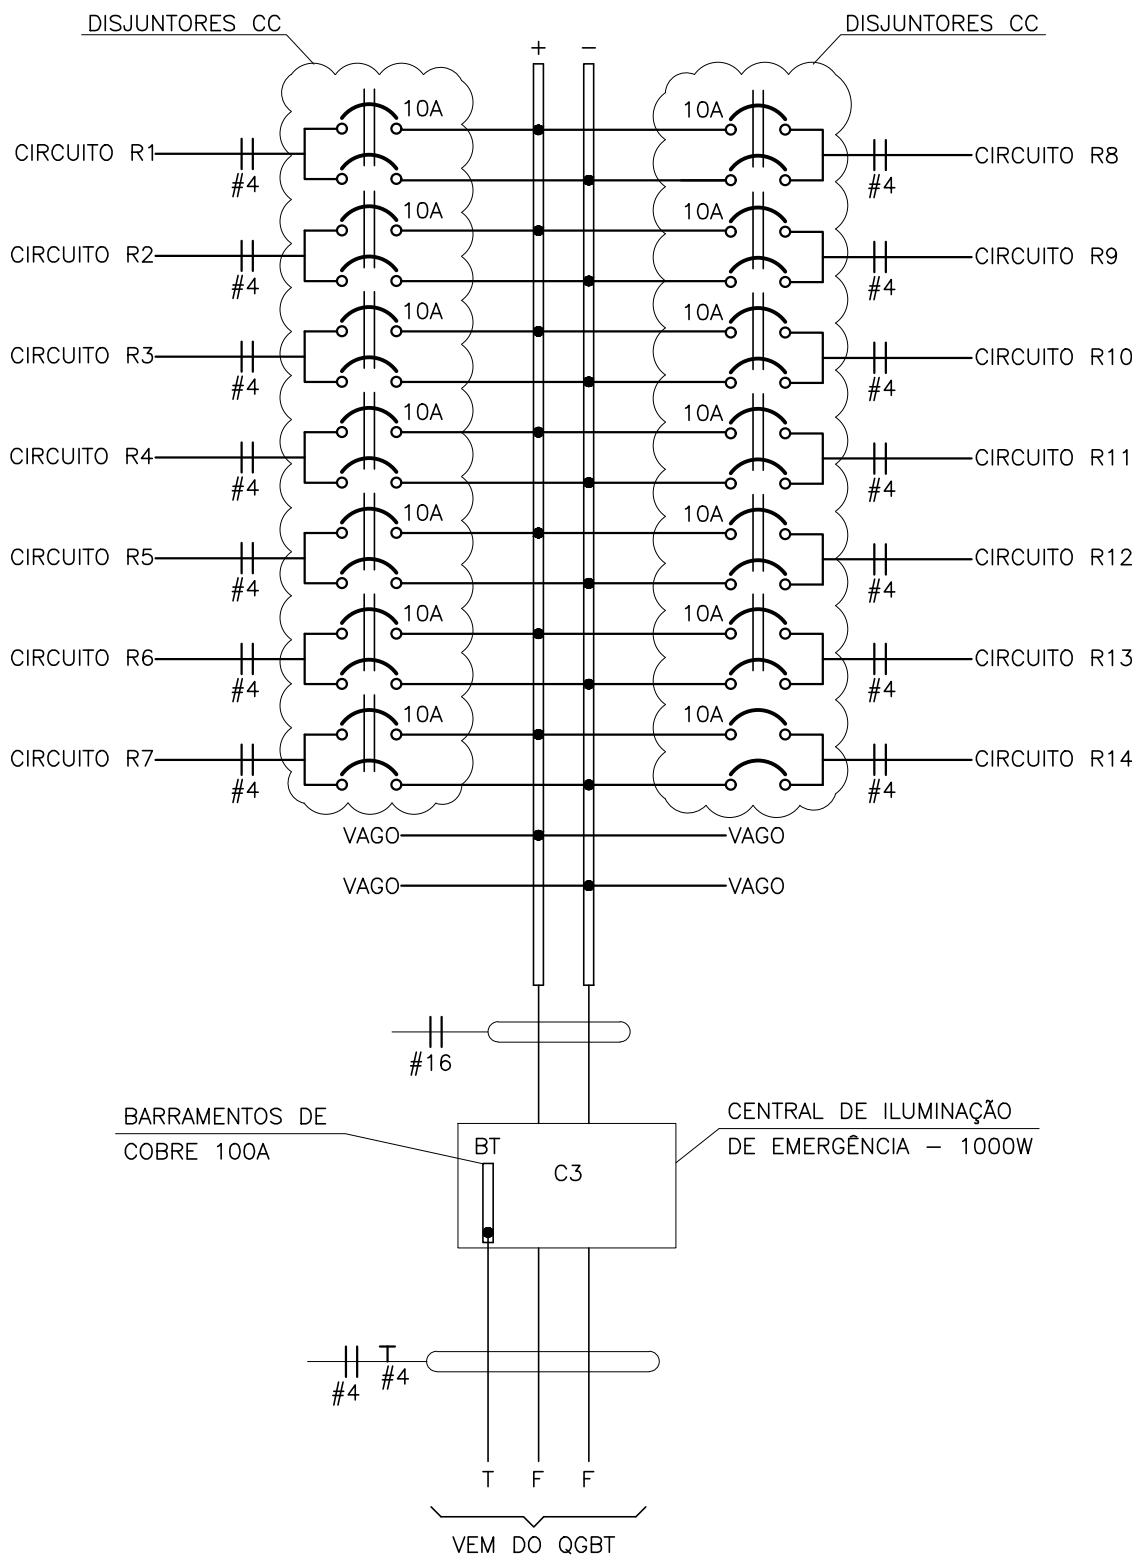 DISJUNTORES CC
DISJUNTORES CC
+ −
10A 10A
CIRCUITO R1 CIRCUITO R8
#4 #4
10A 10A
CIRCUITO R2 CIRCUITO R9
#4 #4
10A 10A
CIRCUITO R3 CIRCUITO R10
#4 #4
10A 10A
CIRCUITO R4 CIRCUITO R11
#4 #4
10A 10A
CIRCUITO R5 CIRCUITO R12
#4 #4
10A 10A
CIRCUITO R6 CIRCUITO R13
#4 #4
10A 10A
CIRCUITO R7 CIRCUITO R14
#4 #4
VAGO VAGO
VAGO VAGO
#16
BARRAMENTOS DE
COBRE 100A
CENTRAL DE ILUMINAÇÃO
DE EMERGÊNCIA − 1000W
BT
C3
T
#4 #4
T F F
VEM DO QGBT